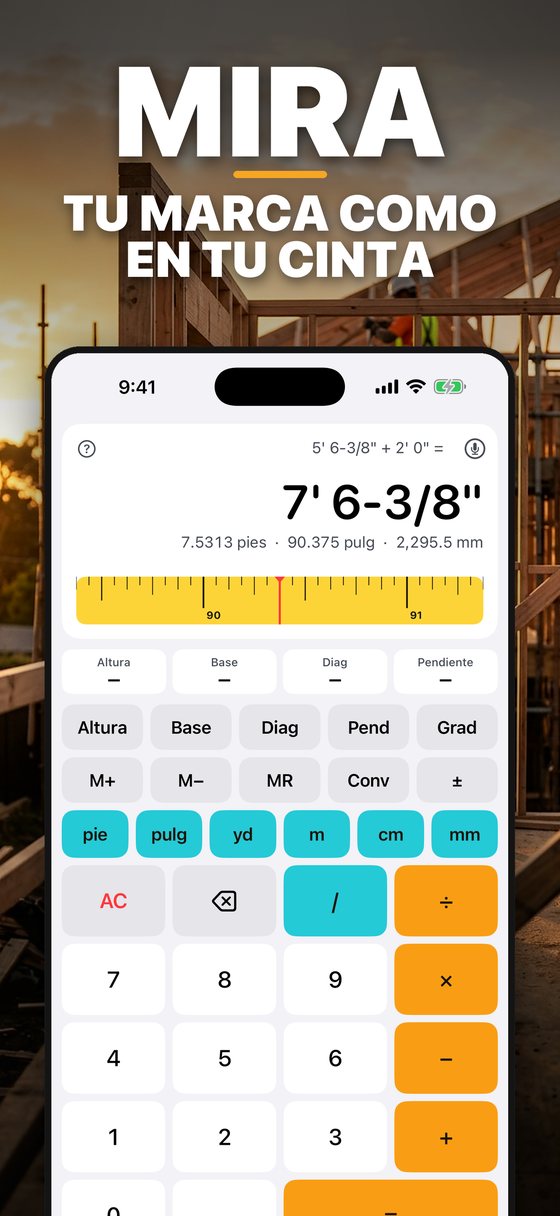 MIRA
TU MARCA COMO
EN TU CINTA
9:41
5' 6-3/8" + 2' 0" =
7' 6-3/8"
7.5313 pies · 90.375 pulg · 2,295.5 mm
90 91
Altura Base Diag Pendiente
– – – –
Altura Base Diag Pend Grad
M+ M− MR Conv ±
pie pulg yd m cm mm
AC / ÷
7 8 9 ×
4 5 6 −
1 2 3 +
0 =